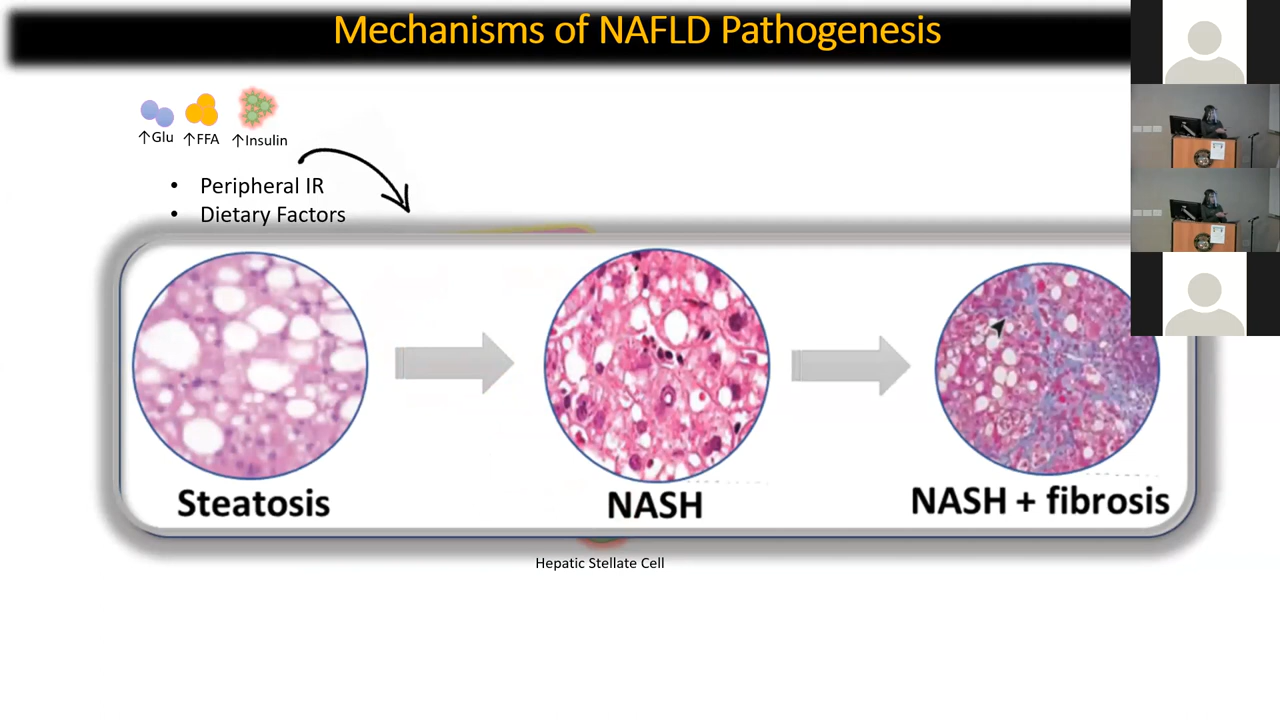 Mechanisms of NAFLD Pathogenesis
↑Glu ↑FFA ↑Insulin
• Peripheral IR
• Dietary Factors
Steatosis
NASH
NASH + fibrosis
Hepatic Stellate Cell